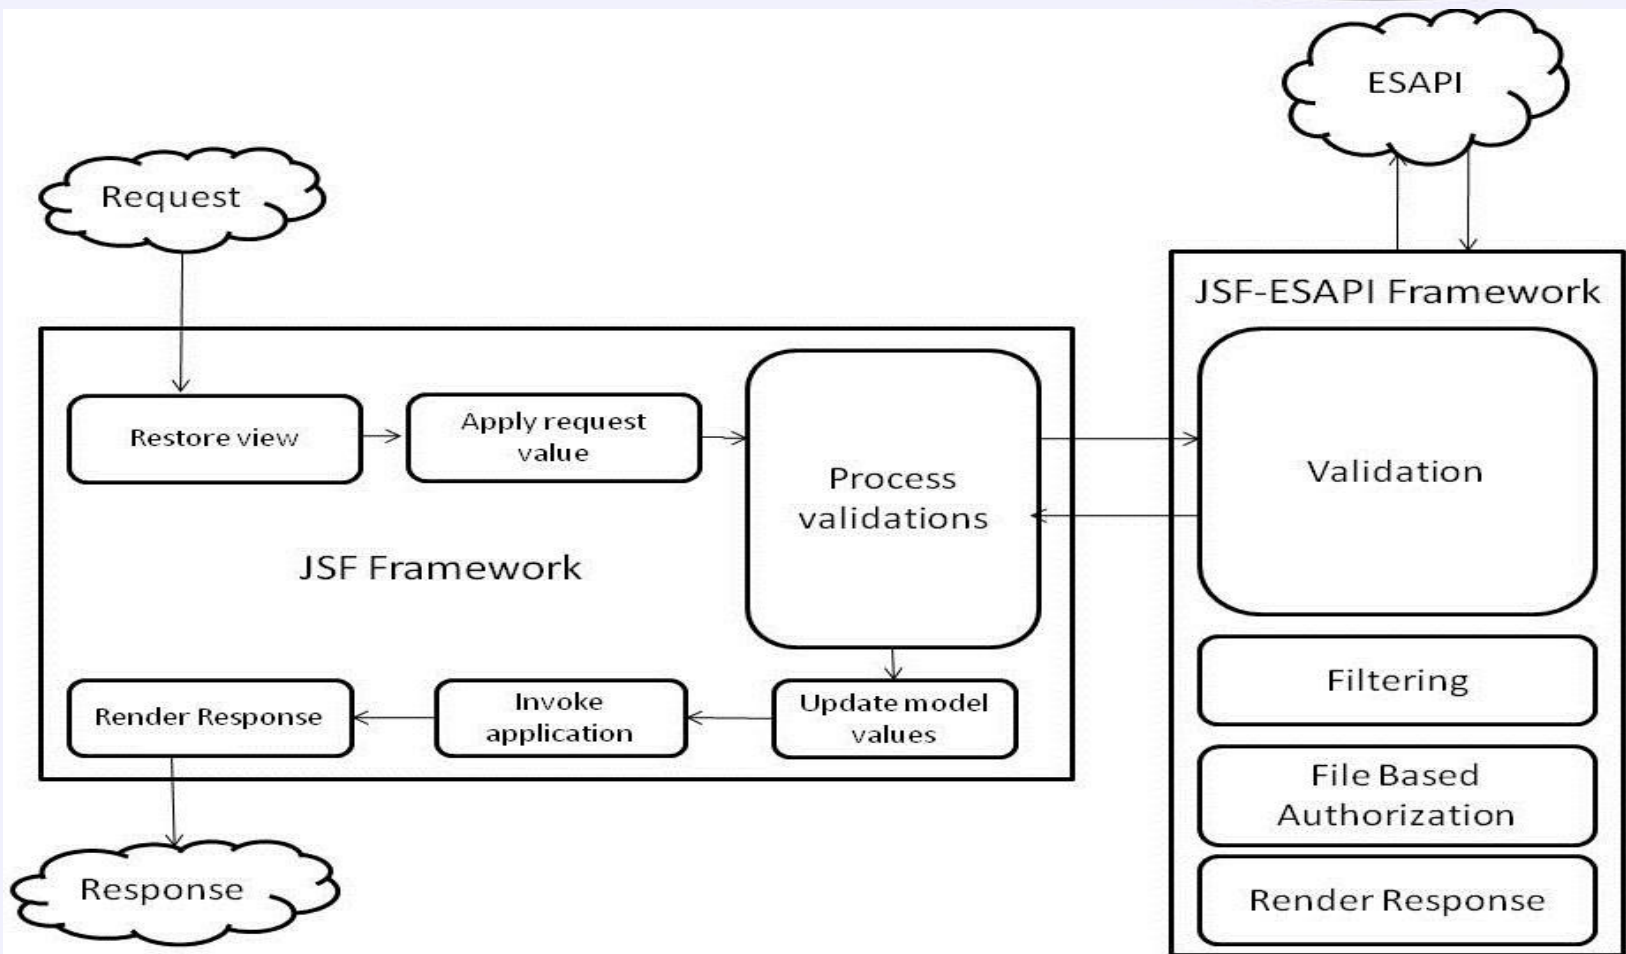 ESAPI
Request
JSF-ESAPI Framework
Restore view
Apply request
value
Process
validations
Validation
JSF Framework
Render Response
Invoke
application
Update model
values
Filtering
File Based
Authorization
Response
Render Response